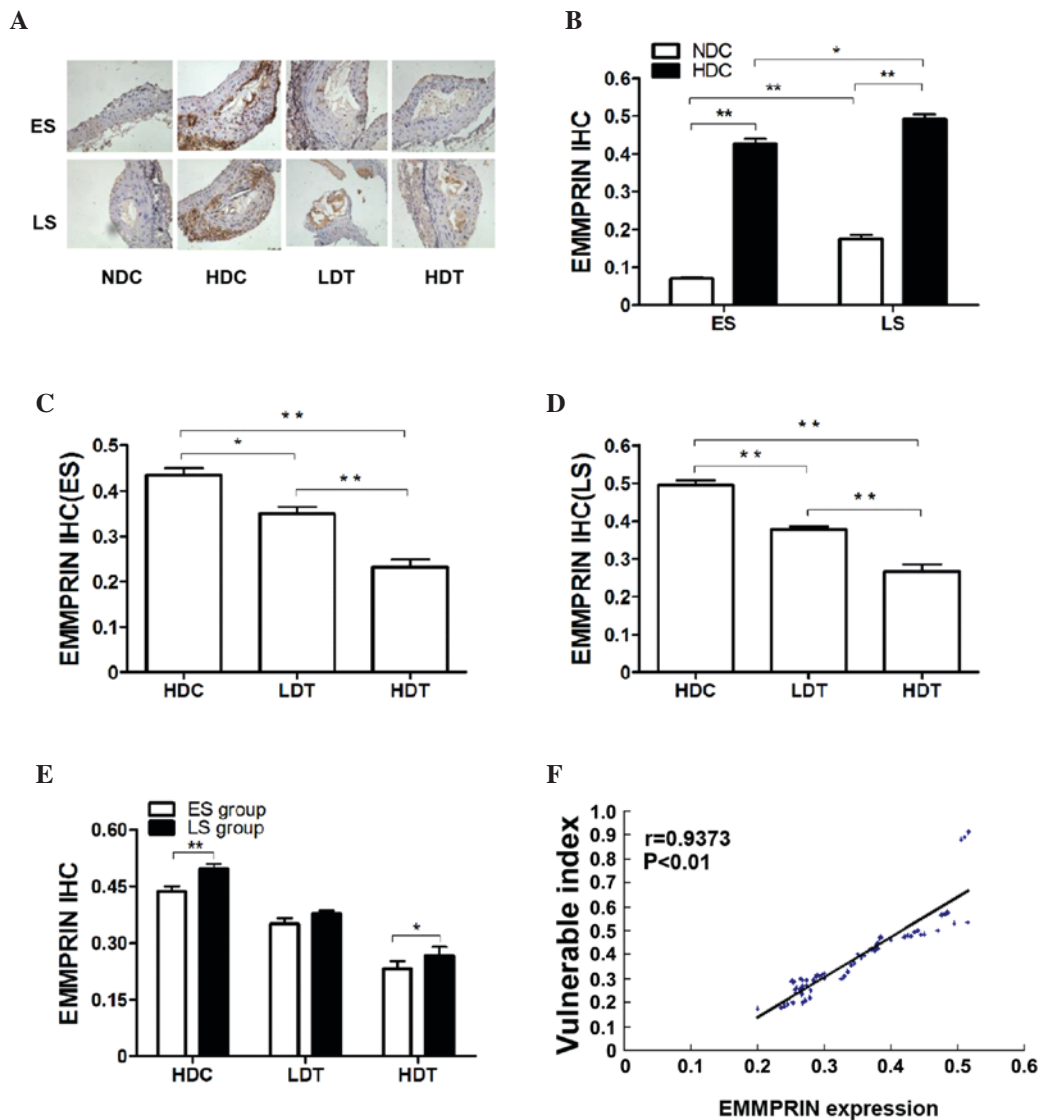 A
ES
LS
NDC HDC LDT HDT
B
NDC
HDC
EMMPRIN IHC
0.6
0.5
0.4
0.3
0.2
0.1
0
*
**
**
**
ES LS
C
EMMPRIN IHC(ES)
0.5
0.4
0.3
0.2
0.1
0
* *
*
* *
HDC LDT HDT
D
EMMPRIN IHC(LS)
0.6
0.5
0.4
0.3
0.2
0.1
0
* *
* *
* *
HDC LDT HDT
E
ES group
LS group
EMMPRIN IHC
0.60
0.45
0.30
0.15
0
**
*
HDC LDT HDT
F
Vulnerable index
1.0
0.9
0.8
0.7
0.6
0.5
0.4
0.3
0.2
0.1
0
r=0.9373
P<0.01
0 0.1 0.2 0.3 0.4 0.5 0.6
EMMPRIN expression